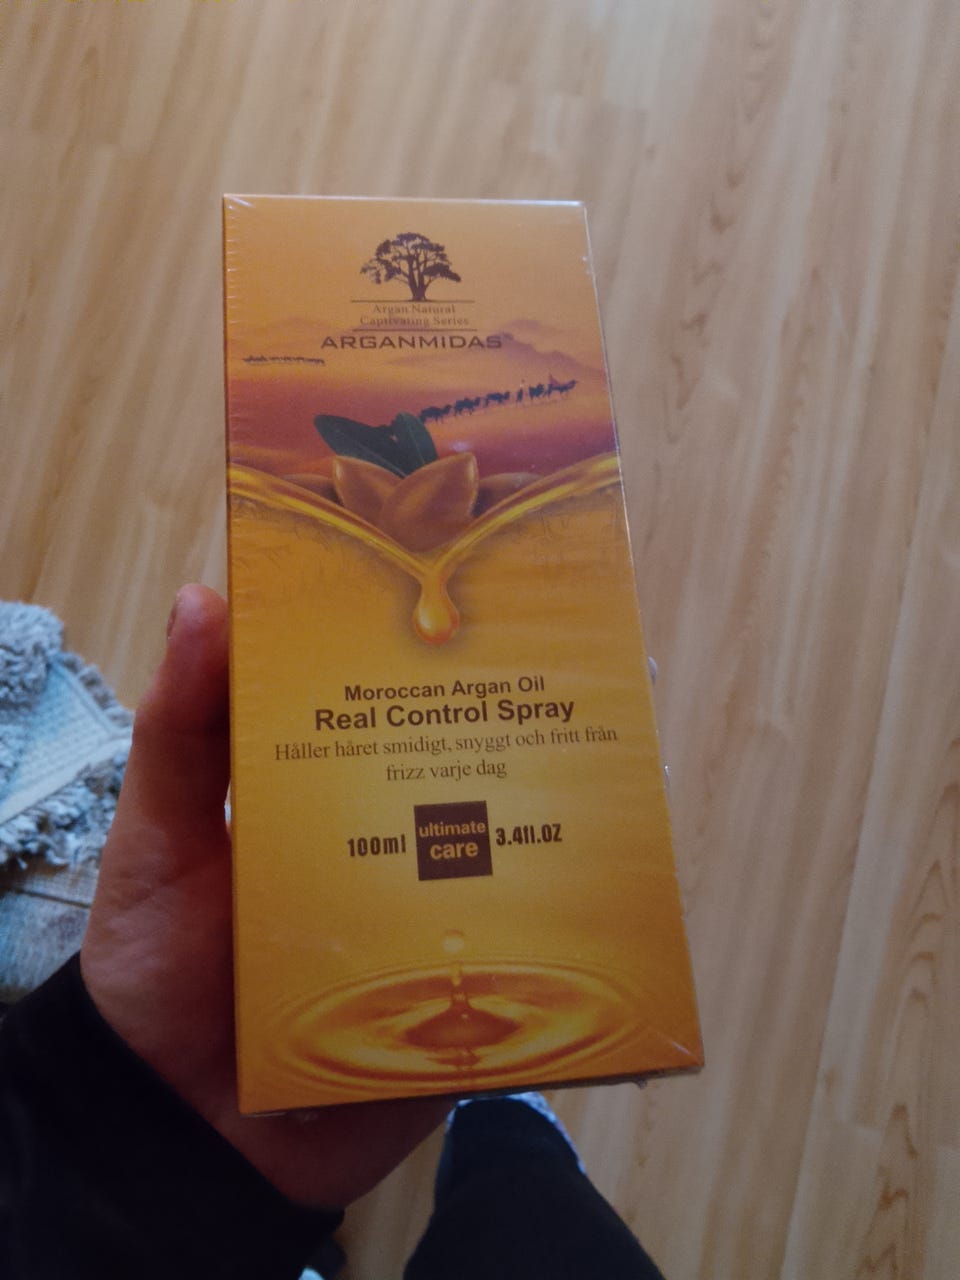 Argan Natural
Captivating Series
ARGANMIDAS
Moroccan Argan Oil
Real Control Spray
Håller håret smidigt, snyggt och fritt från
frizz varje dag
100ml ultimate care 3.4fl.oz